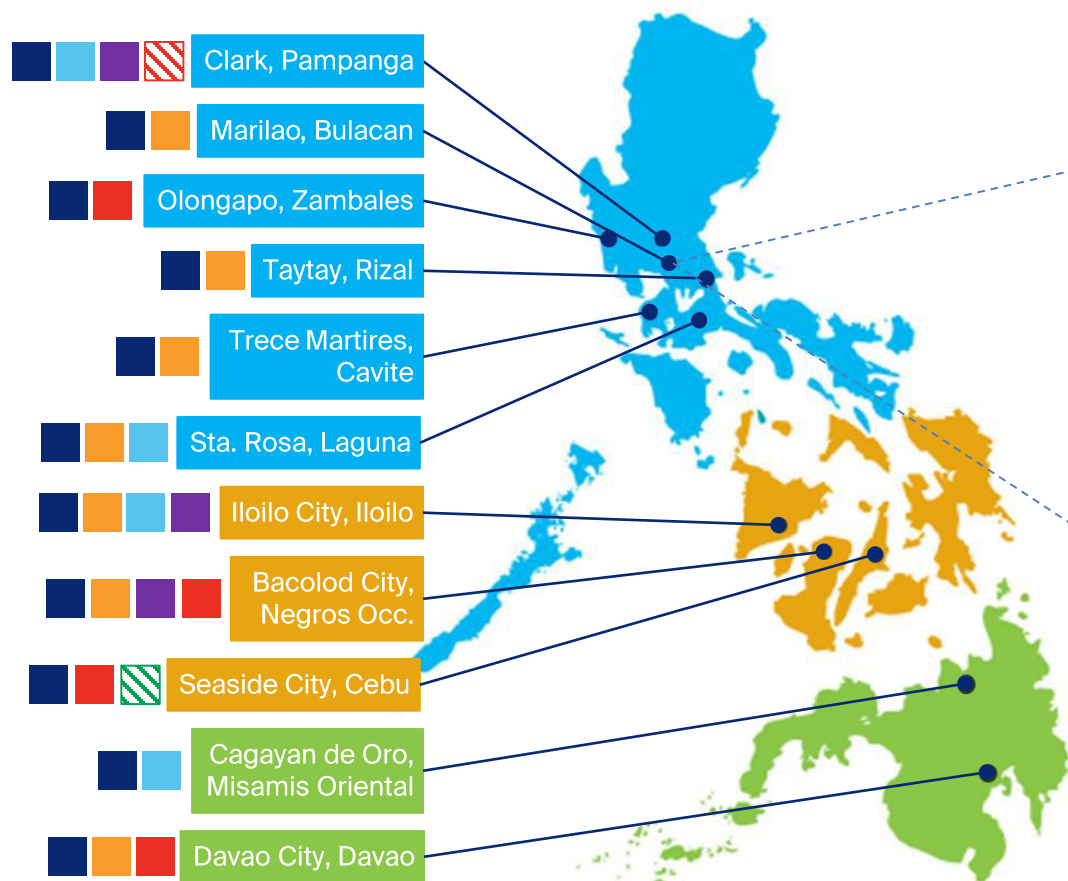 Clark, Pampanga
Marilao, Bulacan
Olongapo, Zambales
Taytay, Rizal
Trece Martires,
Cavite
Sta. Rosa, Laguna
Iloilo City, Iloilo
Bacolod City,
Negros Occ.
Seaside City, Cebu
Cagayan de Oro,
Misamis Oriental
Davao City, Davao